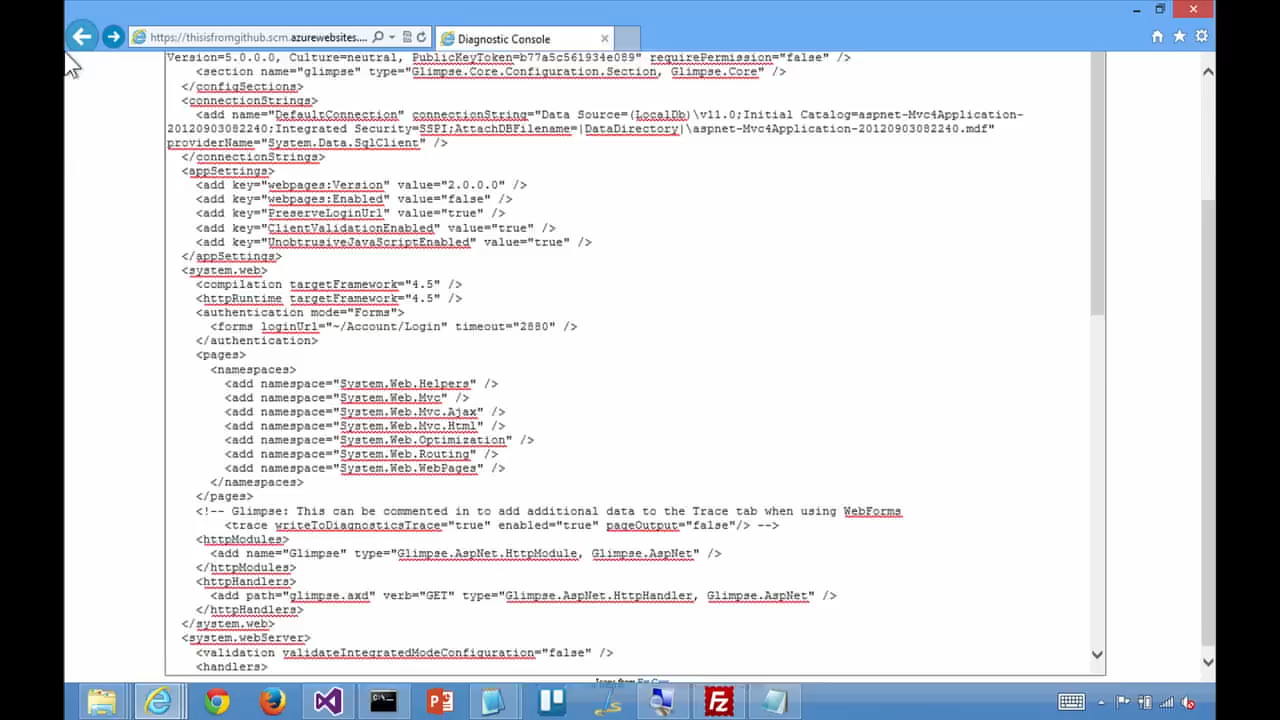 https://thisisfromgithub.scm.azurewebsites....
Diagnostic Console
Version=5.0.0.0, Culture=neutral, PublicKeyToken=b77a5c561934e089" requirePermission="false" />
<section name="glimpse" type="Glimpse.Core.Configuration.Section, Glimpse.Core" />
</configSections>
<connectionStrings>
<add name="DefaultConnection" connectionString="Data Source=(LocalDb)\v11.0;Initial Catalog=aspnet-Mvc4Application-
20120903082240;Integrated Security=SSPI;AttachDBFilename=|DataDirectory|\aspnet-Mvc4Application-20120903082240.mdf"
providerName="System.Data.SqlClient" />
</connectionStrings>
<appSettings>
<add key="webpages:Version" value="2.0.0.0" />
<add key="webpages:Enabled" value="false" />
<add key="PreserveLoginUrl" value="true" />
<add key="ClientValidationEnabled" value="true" />
<add key="UnobtrusiveJavaScriptEnabled" value="true" />
</appSettings>
<system.web>
<compilation targetFramework="4.5" />
<httpRuntime targetFramework="4.5" />
<authentication mode="Forms">
<forms loginUrl="~/Account/Login" timeout="2880" />
</authentication>
<pages>
<namespaces>
<add namespace="System.Web.Helpers" />
<add namespace="System.Web.Mvc" />
<add namespace="System.Web.Mvc.Ajax" />
<add namespace="System.Web.Mvc.Html" />
<add namespace="System.Web.Optimization" />
<add namespace="System.Web.Routing" />
<add namespace="System.Web.WebPages" />
</namespaces>
</pages>
<!-- Glimpse: This can be commented in to add additional data to the Trace tab when using WebForms
<trace writeToDiagnosticsTrace="true" enabled="true" pageOutput="false"/> -->
<httpModules>
<add name="Glimpse" type="Glimpse.AspNet.HttpModule, Glimpse.AspNet" />
</httpModules>
<httpHandlers>
<add path="glimpse.axd" verb="GET" type="Glimpse.AspNet.HttpHandler, Glimpse.AspNet" />
</httpHandlers>
</system.web>
<system.webServer>
<validation validateIntegratedModeConfiguration="false" />
<handlers>